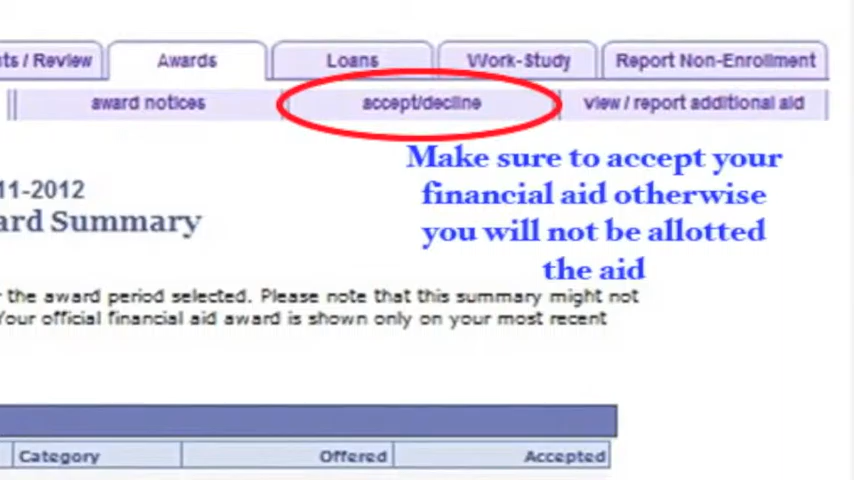 ts / Review Awards Loans Work-Study Report Non-Enrollment
award notices accept/decline view / report additional aid
Make sure to accept your
financial aid otherwise
you will not be allotted
the aid
11-2012
ard Summary
the award period selected. Please note that this summary might not
Your official financial aid award is shown only on your most recent
Category Offered Accepted